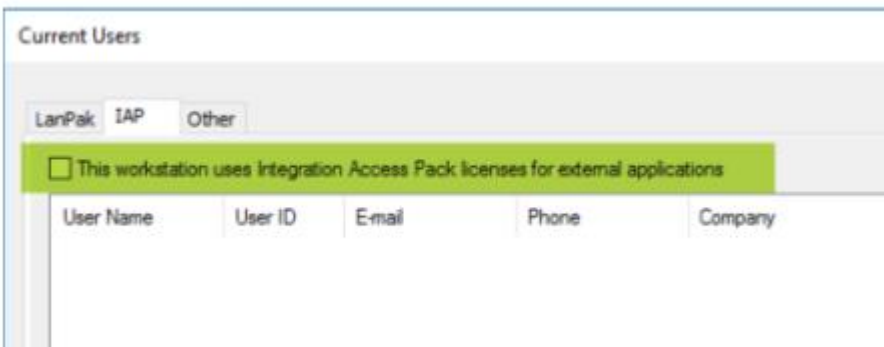 Current Users
LanPak IAP Other
This workstation uses Integration Access Pack licenses for external applications
User Name User ID E-mail Phone Company